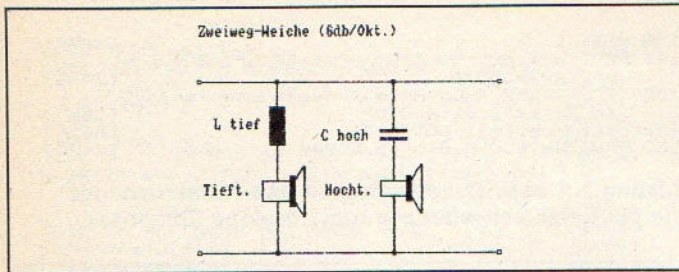 Zweiweg-Weiche (6db/Okt.)
L tief
C hoch
Tieft.
Hocht.